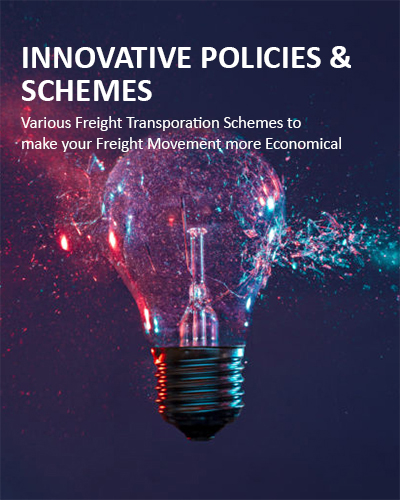 INNOVATIVE POLICIES &
SCHEMES
Various Freight Transporation Schemes to
make your Freight Movement more Economical